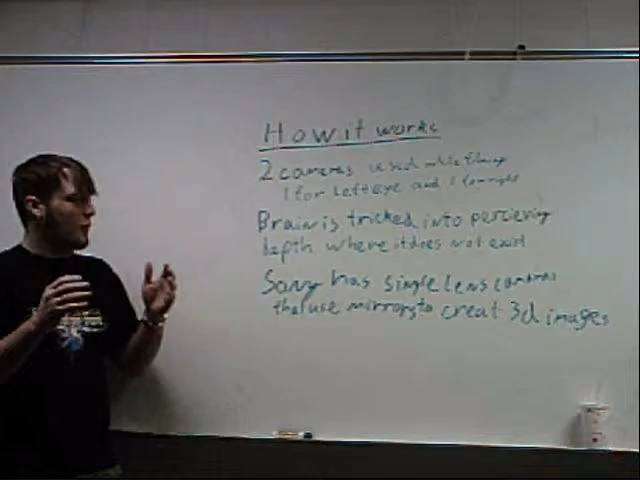 How it works
2 cameras used while filming
1 for left eye and 1 for right
Brain is tricked into percieving
depth where it does not exist
Sony has single lens cameras
that use mirrors to creat 3d images